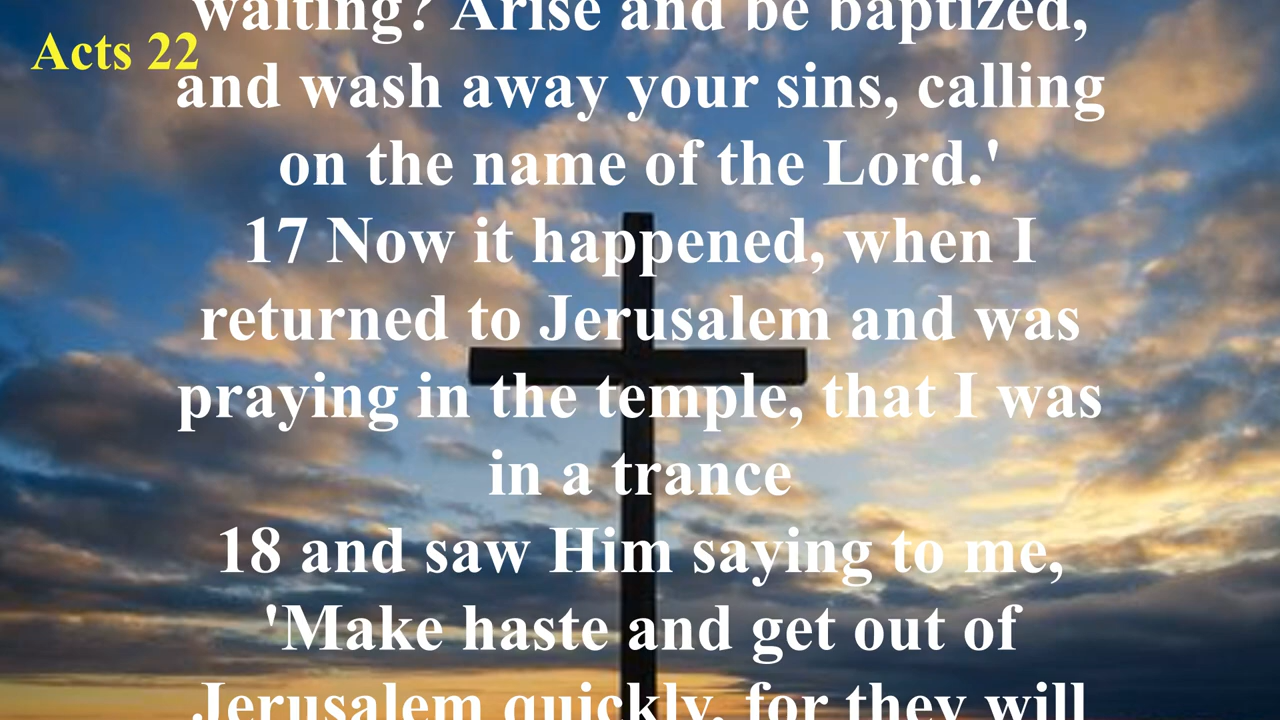 waiting? Arise and be baptized,
Acts 22
and wash away your sins, calling
on the name of the Lord.'
17 Now it happened, when I
returned to Jerusalem and was
praying in the temple, that I was
in a trance
18 and saw Him saying to me,
'Make haste and get out of
Jerusalem quickly, for they will